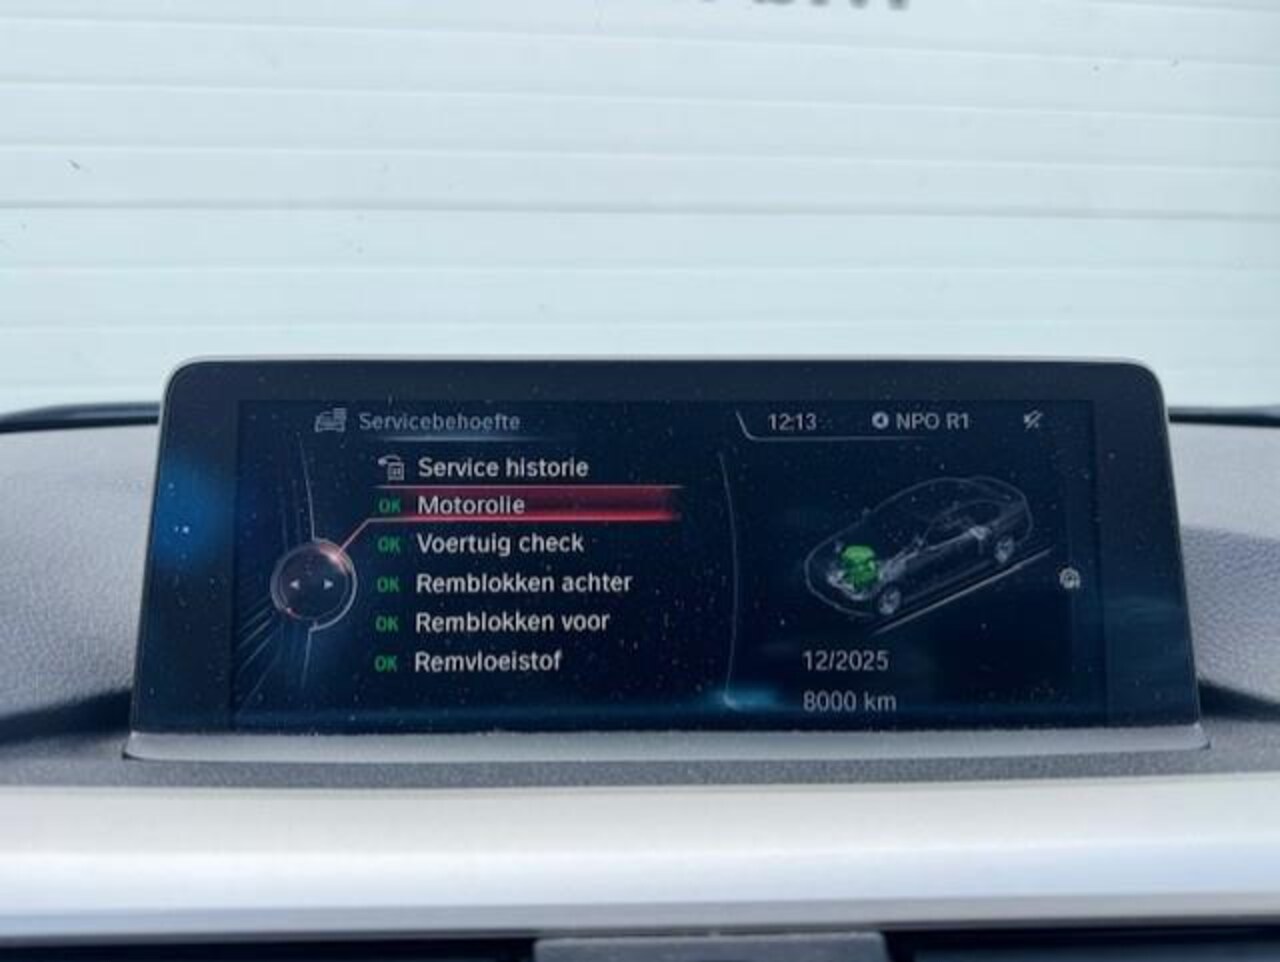 Servicebehoefte
12:13
NPO R1
Service historie
OK Motorolie
OK Voertuig check
OK Remblokken achter
OK Remblokken voor
OK Remvloeistof
12/2025
8000 km